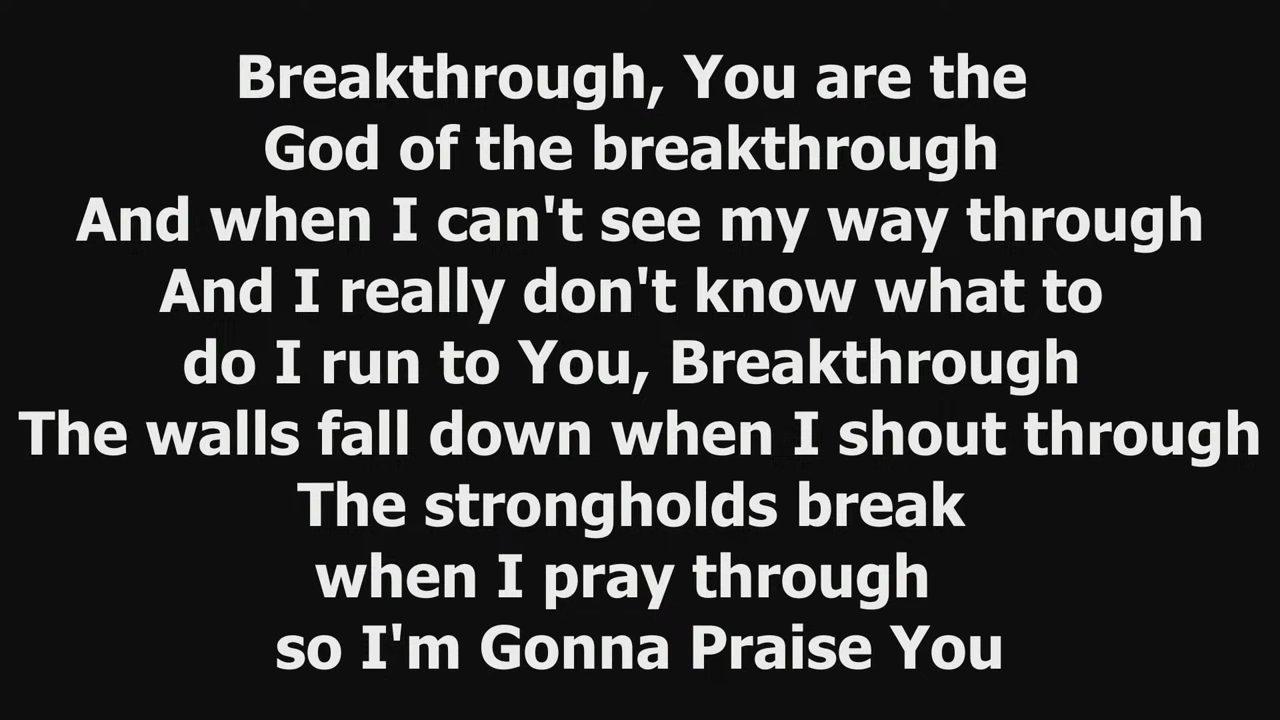 Breakthrough, You are the
God of the breakthrough
And when I can't see my way through
And I really don't know what to
do I run to You, Breakthrough
The walls fall down when I shout through
The strongholds break
when I pray through
so I'm Gonna Praise You